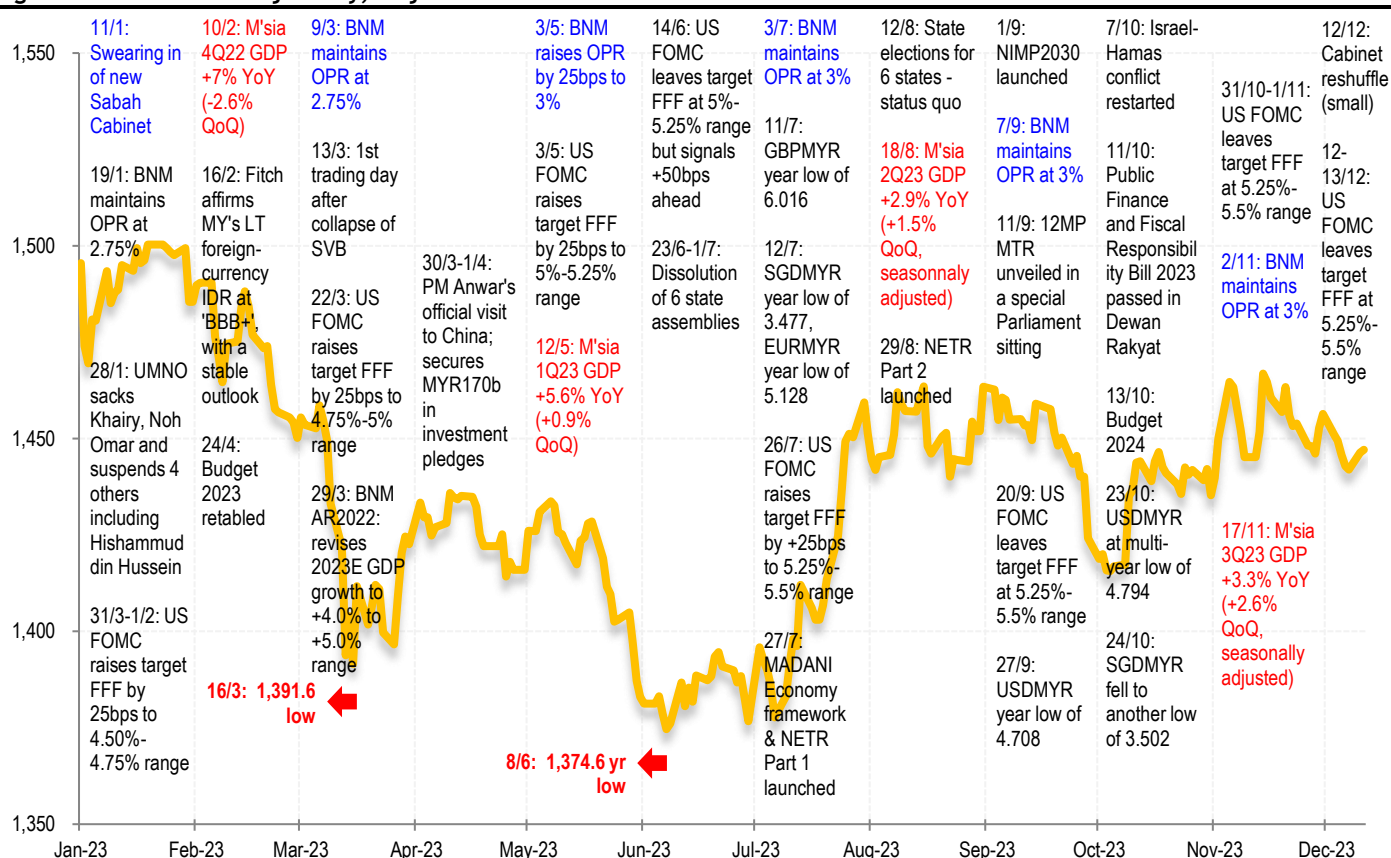 1,550
1,500
1,450
1,400
1,350
11/1:
Swearing in
of new
Sabah
Cabinet
19/1: BNM
maintains
OPR at
2.75%
28/1: UMNO
sacks
Khairy, Noh
Omar and
suspends 4
others
including
Hishammud
din Hussein
31/3-1/2: US
FOMC
raises target
FFF by
25bps to
4.50%-
4.75% range
10/2: M'sia
4Q22 GDP
+7% YoY
(-2.6%
QoQ)
16/2: Fitch
affirms
MY's LT
foreign-
currency
IDR at
'BBB+',
with a
stable
outlook
24/4:
Budget
2023
retabled
9/3: BNM
maintains
OPR at
2.75%
13/3: 1st
trading day
after
collapse of
SVB
22/3: US
FOMC
raises
target FFF
by 25bps to
4.75%-5%
range
29/3: BNM
AR2022:
revises
2023E GDP
growth to
+4.0% to
+5.0%
range
16/3: 1,391.6
low
30/3-1/4:
PM Anwar's
official visit
to China;
secures
MYR170b
in
investment
pledges
3/5: BNM
raises OPR
by 25bps to
3%
3/5: US
FOMC
raises
target FFF
by 25bps to
5%-5.25%
range
12/5: M'sia
1Q23 GDP
+5.6% YoY
(+0.9%
QoQ)
8/6: 1,374.6 yr
low
14/6: US
FOMC
leaves target
FFF at 5%-
5.25% range
but signals
+50bps
ahead
23/6-1/7:
Dissolution
of 6 state
assemblies
3/7: BNM
maintains
OPR at 3%
11/7:
GBPMYR
year low of
6.016
12/7:
SGDMYR
year low of
3.477,
EURMYR
year low of
5.128
26/7: US
FOMC
raises
target FFF
by +25bps
to 5.25%-
5.5% range
27/7:
MADANI
Economy
framework
& NETR
Part 1
launched
12/8: State
elections for
6 states -
status quo
18/8: M'sia
2Q23 GDP
+2.9% YoY
(+1.5%
QoQ,
seasonnaly
adjusted)
29/8: NETR
Part 2
launched
1/9:
NIMP2030
launched
7/9: BNM
maintains
OPR at 3%
11/9: 12MP
MTR
unveiled in
a special
Parliament
sitting
20/9: US
FOMC
leaves
target FFF
at 5.25%-
5.5% range
27/9:
USDMYR
year low of
4.708
7/10: Israel-
Hamas
conflict
restarted
11/10:
Public
Finance
and Fiscal
Responsibil
ity Bill 2023
passed in
Dewan
Rakyat
13/10:
Budget
2024
23/10:
USDMYR
at multi-
year low of
4.794
24/10:
SGDMYR
fell to
another low
of 3.502
31/10-1/11:
US FOMC
leaves
target FFF
at 5.25%-
5.5% range
2/11: BNM
maintains
OPR at 3%
17/11: M'sia
3Q23 GDP
+3.3% YoY
(+2.6%
QoQ,
seasonally
adjusted)
12/12:
Cabinet
reshuffle
(small)
12-
13/12:
US
FOMC
leaves
target
FFF at
5.25%-
5.5%
range
Jan-23 Feb-23 Mar-23 Apr-23 May-23 Jun-23 Jul-23 Aug-23 Sep-23 Oct-23 Nov-23 Dec-23